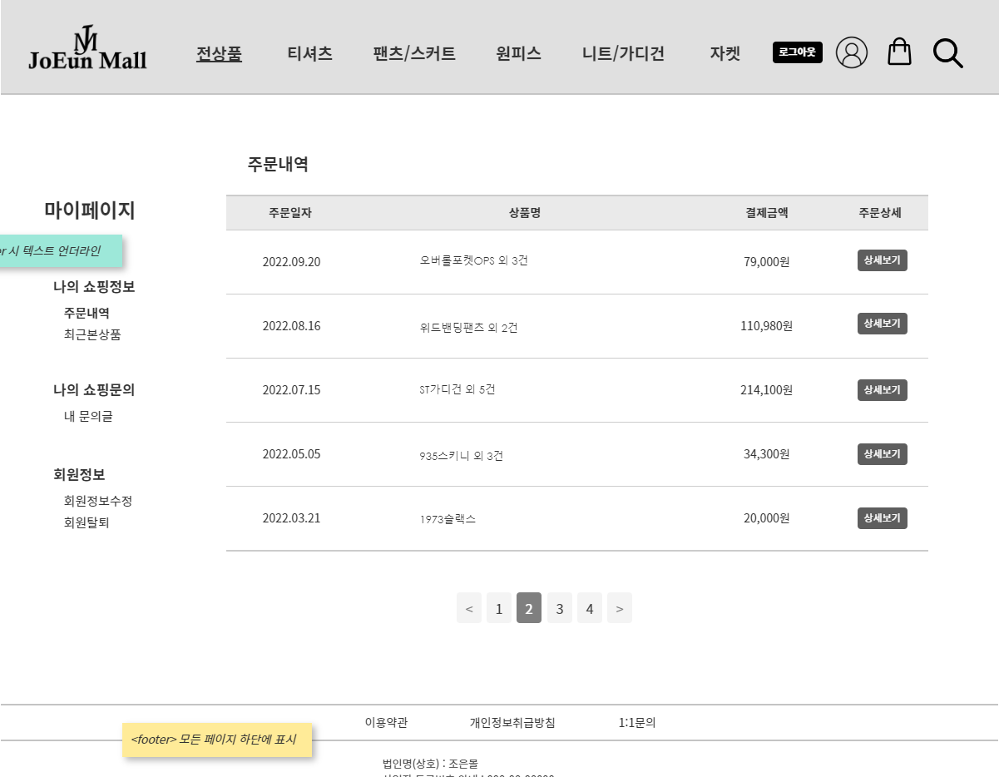 JM
JoEun Mall
전상품 티셔츠 팬츠/스커트 원피스 니트/가디건 자켓 로그아웃
주문내역
마이페이지
시 텍스트 언더라인
나의 쇼핑정보
주문내역
최근본상품
나의 쇼핑문의
내 문의글
회원정보
회원정보수정
회원탈퇴
주문일자 상품명 결제금액 주문상세
2022.09.20 오버롤포켓OPS 외 3건 79,000원 상세보기
2022.08.16 위드밴딩팬츠 외 2건 110,980원 상세보기
2022.07.15 ST가디건 외 5건 214,100원 상세보기
2022.05.05 935스키니 외 3건 34,300원 상세보기
2022.03.21 1973슬랙스 20,000원 상세보기
< 1 2 3 4 >
이용약관 개인정보취급방침 1:1문의
<footer> 모든 페이지 하단에 표시
법인명(상호) : 조은몰